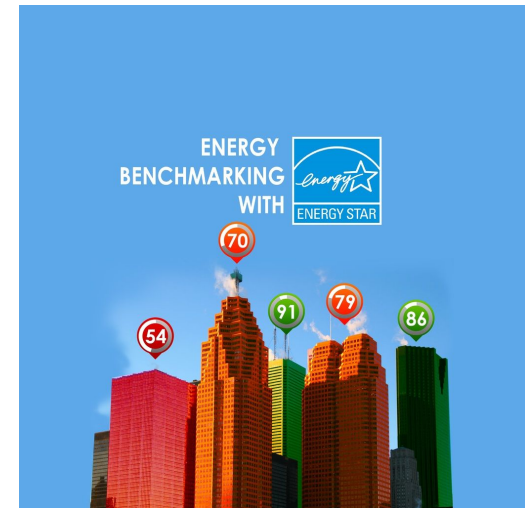 ENERGY
BENCHMARKING
WITH
energy
ENERGY STAR
70
91
79
86
54